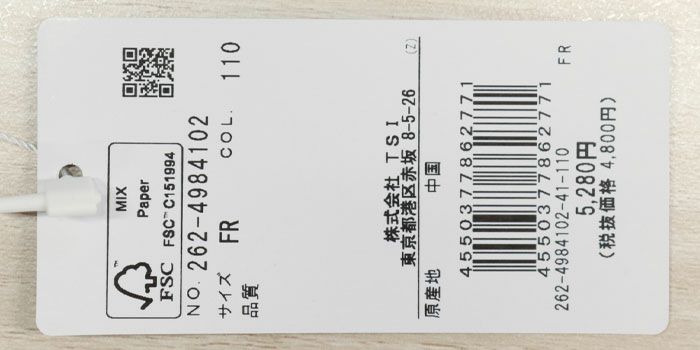 MIX
Paper
FSC™ C151994
FSC
NO. 262-4984102
サイズ FR COL. 110
品質
株式会社 TSI
東京都港区赤坂 8-5-26 (Z)
原産地 中国
4550377862771
4550377862771
262-4984102-41-110 FR
5,280円
(税抜価格 4,800円)